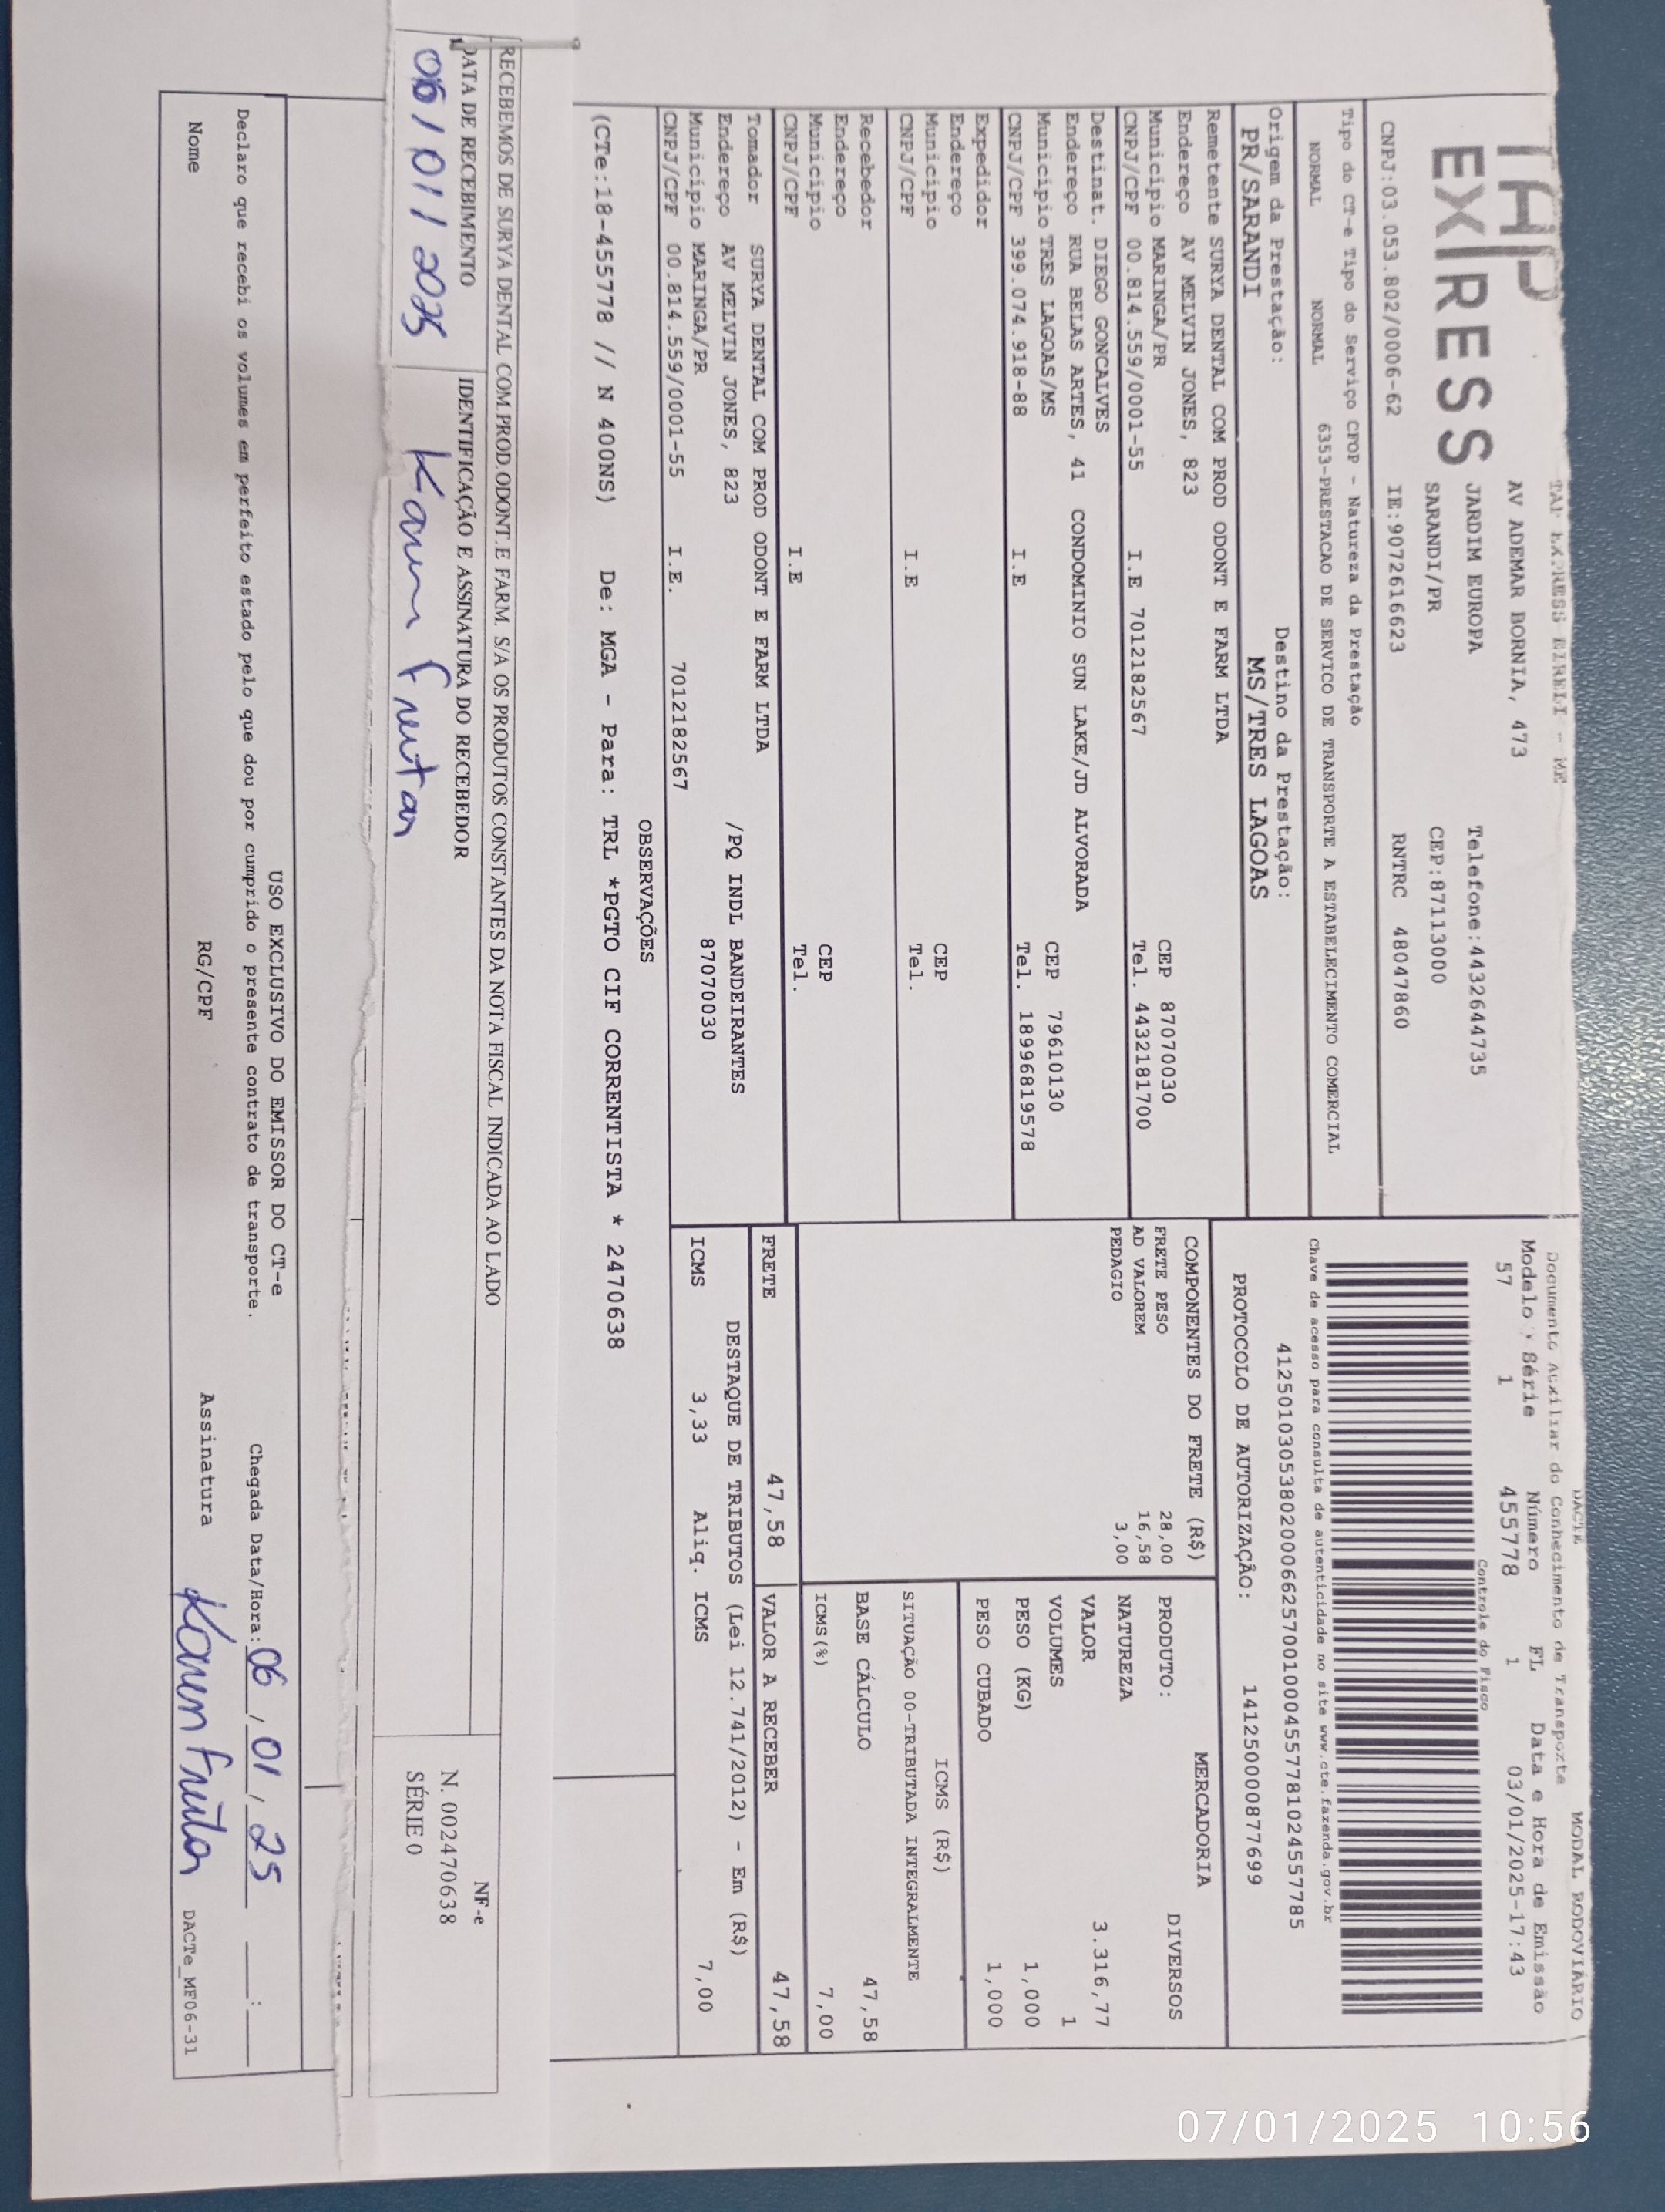 TAP EXPRESS EIRELI - ME
TAP
EXPRESS
AV ADEMAR BORNIA, 473
JARDIM EUROPA
Telefone:4432644735
SARANDI/PR
CEP:87113000
CNPJ:03.053.802/0006-62
IE:9072616623
RNTRC 48047860
DACTE
MODAL RODOVIÁRIO
Documento Auxiliar do Conhecimento de Transporte
Modelo Série Número FL Data e Hora de Emissão
57 1 455778 1 03/01/2025-17:43
Controle do Fisco
Chave de acesso para consulta de autenticidade no site www.cte.fazenda.gov.br
41250103053802000662570010004557781024557785
PROTOCOLO DE AUTORIZAÇÃO: 141250000877699
Tipo do CT-e Tipo do Serviço CFOP - Natureza da Prestação
NORMAL NORMAL 6353-PRESTACAO DE SERVICO DE TRANSPORTE A ESTABELECIMENTO COMERCIAL
Origem da Prestação: Destino da Prestação:
PR/SARANDI MS/TRES LAGOAS
Remetente SURYA DENTAL COM PROD ODONT E FARM LTDA
Endereço AV MELVIN JONES, 823
Município MARINGA/PR CEP 87070030
CNPJ/CPF 00.814.559/0001-55 I.E 7012182567 Tel. 4432181700
Destinat. DIEGO GONCALVES
Endereço RUA BELAS ARTES, 41 CONDOMINIO SUN LAKE/JD ALVORADA
Município TRES LAGOAS/MS CEP 79610130
CNPJ/CPF 399.074.918-88 I.E Tel. 18996819578
Expedidor
Endereço
Município CEP
CNPJ/CPF I.E Tel.
Recebedor
Endereço
Município CEP
CNPJ/CPF I.E Tel.
Tomador SURYA DENTAL COM PROD ODONT E FARM LTDA
Endereço AV MELVIN JONES, 823 /PQ INDL BANDEIRANTES
Município MARINGA/PR 87070030
CNPJ/CPF 00.814.559/0001-55 I.E. 7012182567
COMPONENTES DO FRETE (R$)
FRETE PESO 28,00
AD VALOREM 16,58
PEDAGIO 3,00
MERCADORIA
PRODUTO: DIVERSOS
NATUREZA
VALOR 3.316,77
VOLUMES 1
PESO (KG) 1,000
PESO CUBADO 1,000
ICMS (R$)
SITUAÇÃO 00-TRIBUTADA INTEGRALMENTE
BASE CÁLCULO 47,58
ICMS(%) 7,00
FRETE 47,58 VALOR A RECEBER 47,58
DESTAQUE DE TRIBUTOS (Lei 12.741/2012) - Em (R$)
ICMS 3,33 Aliq. ICMS 7,00
OBSERVAÇÕES
(CTe:18-455778 // N 400NS) De: MGA - Para: TRL *PGTO CIF CORRENTISTA * 2470638
RECEBEMOS DE SURYA DENTAL COM.PROD.ODONT.E FARM. S/A OS PRODUTOS CONSTANTES DA NOTA FISCAL INDICADA AO LADO
DATA DE RECEBIMENTO IDENTIFICAÇÃO E ASSINATURA DO RECEBEDOR
06/01/2025
NF-e
N. 002470638
SÉRIE 0
USO EXCLUSIVO DO EMISSOR DO CT-e
Declaro que recebi os volumes em perfeito estado pelo que dou por cumprido o presente contrato de transporte.
Chegada Data/Hora: 06 / 01 / 25 :
Nome RG/CPF Assinatura
DACTe_MF06-31
07/01/2025 10:56